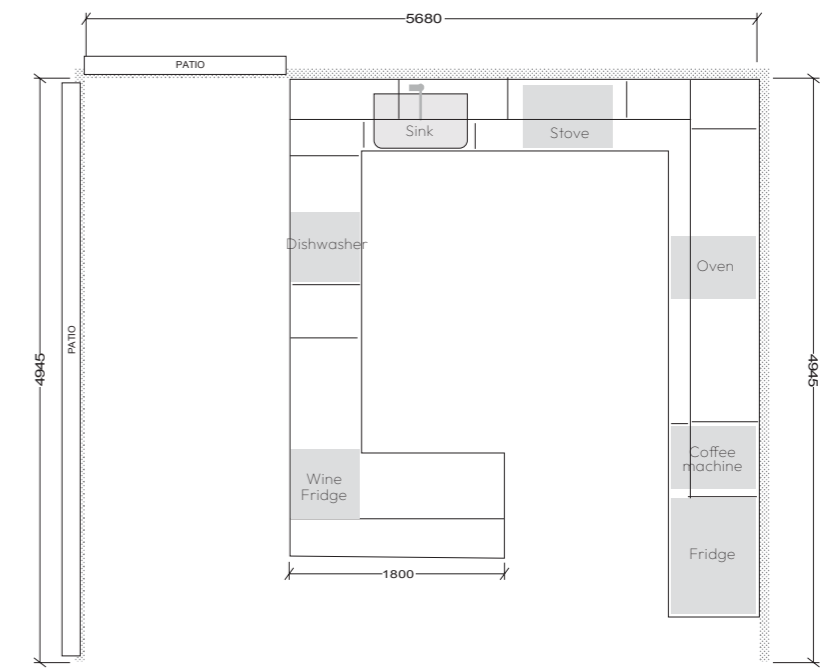 5680
PATIO
Sink
Stove
Dishwasher
Oven
PATIO
4945
4945
Coffee
machine
Wine
Fridge
Fridge
1800